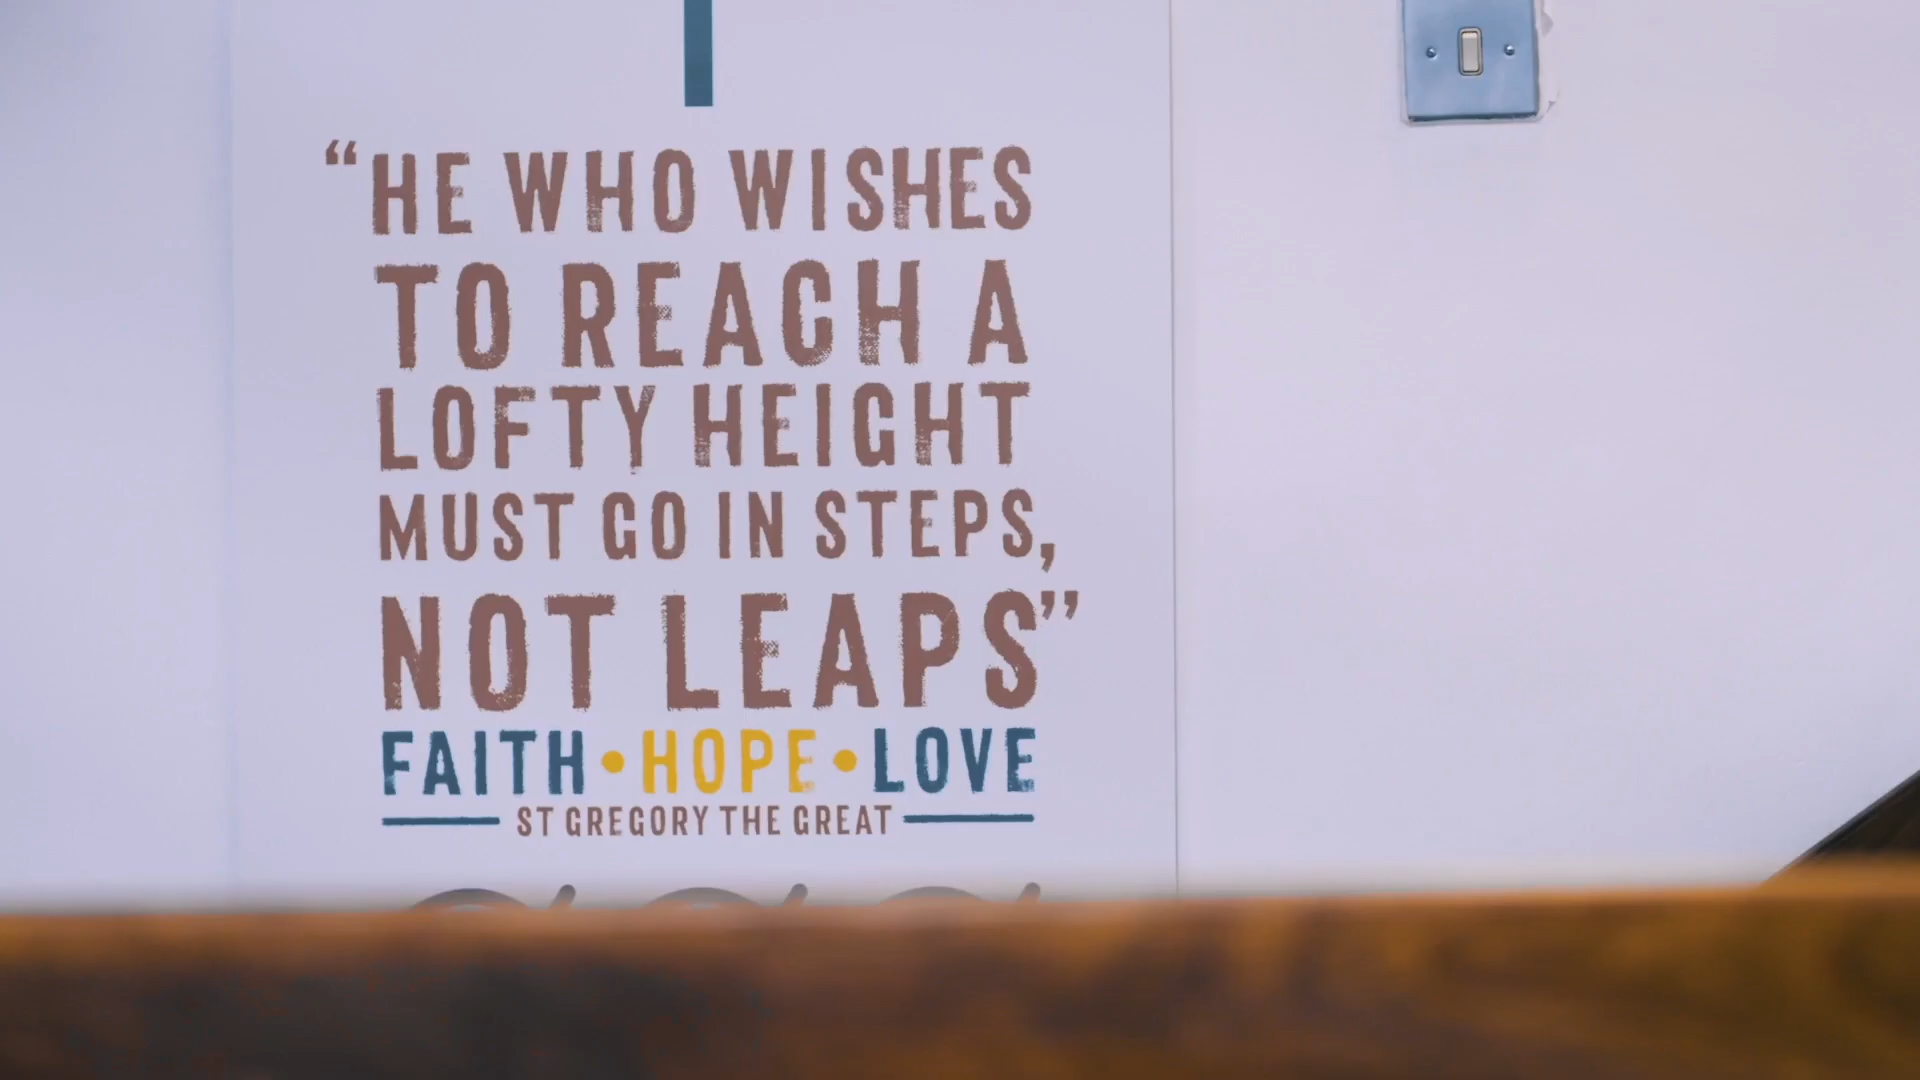 “HE WHO WISHES
TO REACH A
LOFTY HEIGHT
MUST GO IN STEPS,
NOT LEAPS”
FAITH • HOPE • LOVE
ST GREGORY THE GREAT